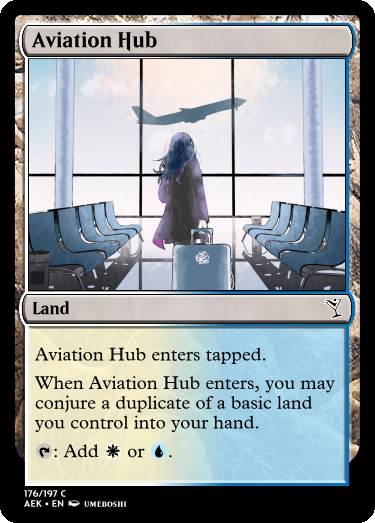 Aviation Hub
Land
Aviation Hub enters tapped.
When Aviation Hub enters, you may
conjure a duplicate of a basic land
you control into your hand.
: Add or .
176/197 C
AEK • EN UMEBOSHI